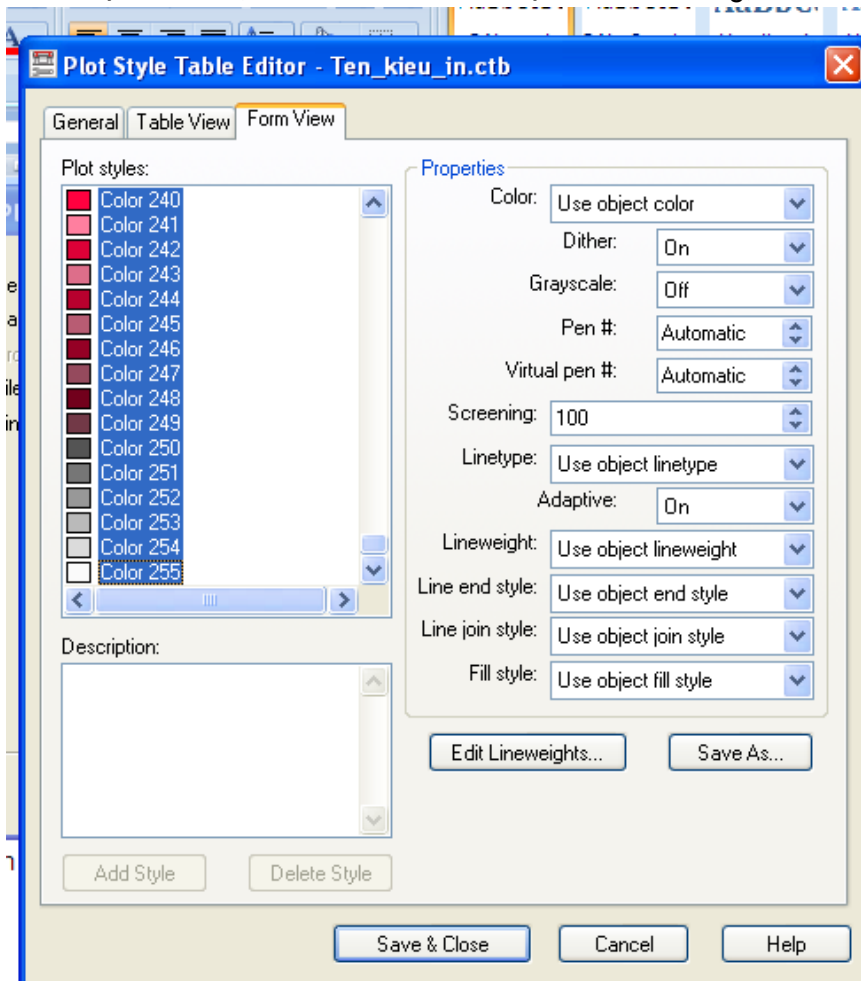 Plot Style Table Editor - Ten_kieu_in.ctb
General Table View Form View
Plot styles:
Color 240
Color 241
Color 242
Color 243
Color 244
Color 245
Color 246
Color 247
Color 248
Color 249
Color 250
Color 251
Color 252
Color 253
Color 254
Color 255
Description:
Add Style Delete Style
Properties
Color: Use object color
Dither: On
Grayscale: Off
Pen #: Automatic
Virtual pen #: Automatic
Screening: 100
Linetype: Use object linetype
Adaptive: On
Lineweight: Use object lineweight
Line end style: Use object end style
Line join style: Use object join style
Fill style: Use object fill style
Edit Lineweights... Save As...
Save & Close Cancel Help